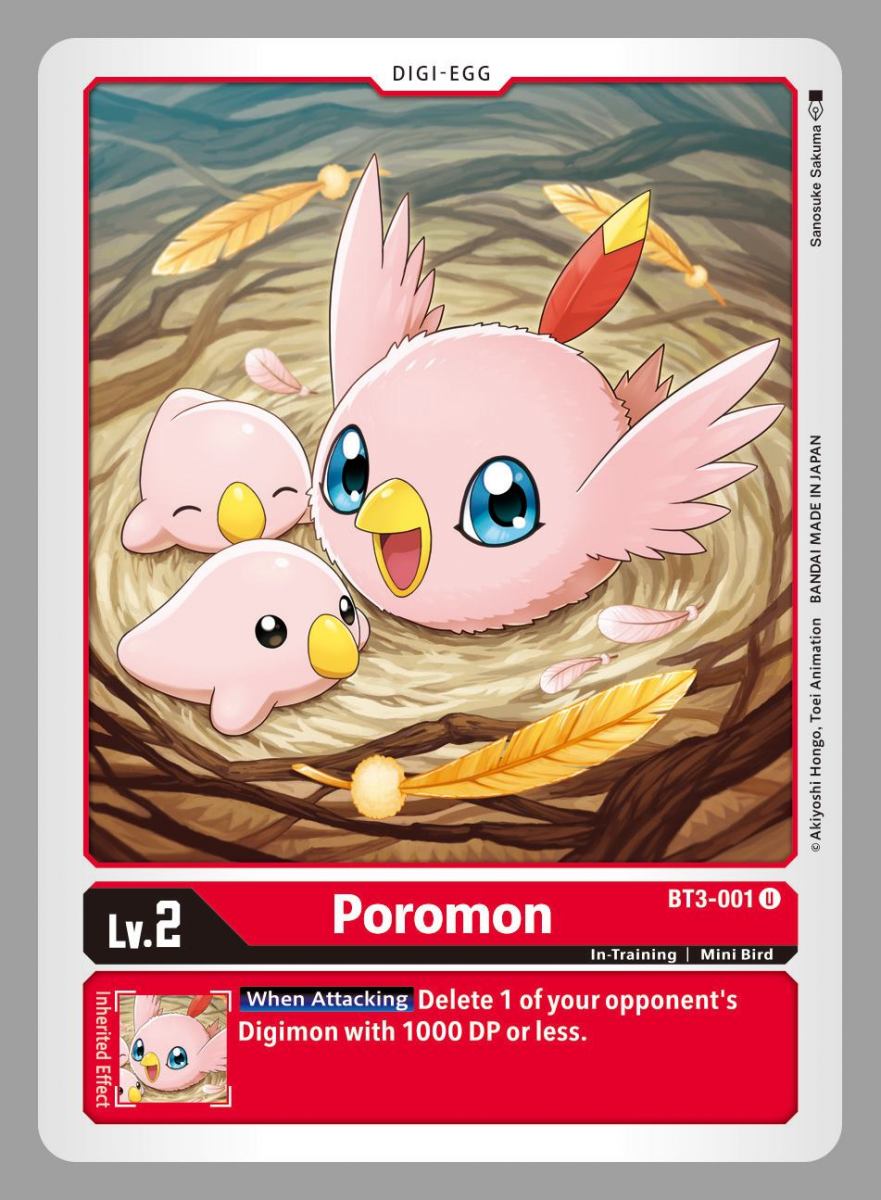 DIGI-EGG
Sanosuke Sakuma
© Akiyoshi Hongo, Toei Animation BANDAI MADE IN JAPAN
Lv.2
Poromon
BT3-001 U
In-Training | Mini Bird
Inherited Effect
When Attacking Delete 1 of your opponent's
Digimon with 1000 DP or less.